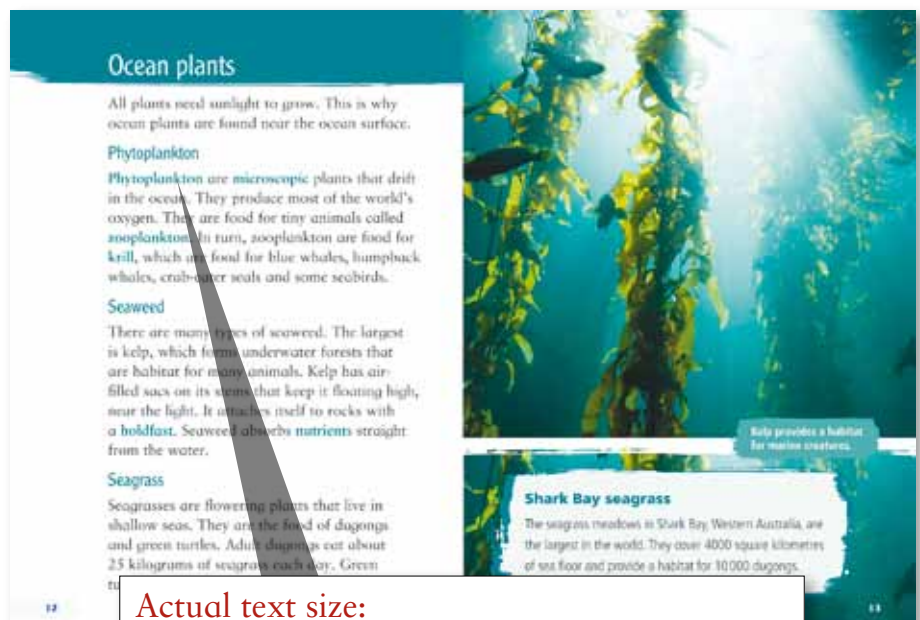 Ocean plants
All plants need sunlight to grow. This is why
ocean plants are found near the ocean surface.
Phytoplankton
Phytoplankton are microscopic plants that drift
in the ocean. They produce most of the world's
oxygen. They are food for tiny animals called
zooplankton. In turn, zooplankton are food for
krill, which are food for blue whales, humpback
whales, crab-eater seals and some seabirds.
Seaweed
There are many types of seaweed. The largest
is kelp, which forms underwater forests that
are habitat for many animals. Kelp has air-
filled sacs on its stems that keep it floating high,
near the light. It attaches itself to rocks with
a holdfast. Seaweed absorbs nutrients straight
from the water.
Seagrass
Seagrasses are flowering plants that live in
shallow seas. They are the food of dugongs
and green turtles. Adult dugongs eat about
25 kilograms of seagrass each day. Green
12
Kelp provides a habitat
for marine creatures.
Shark Bay seagrass
The seagrass meadows in Shark Bay, Western Australia, are
the largest in the world. They cover 4000 square kilometres
of sea floor and provide a habitat for 10 000 dugongs.
13
Actual text size: